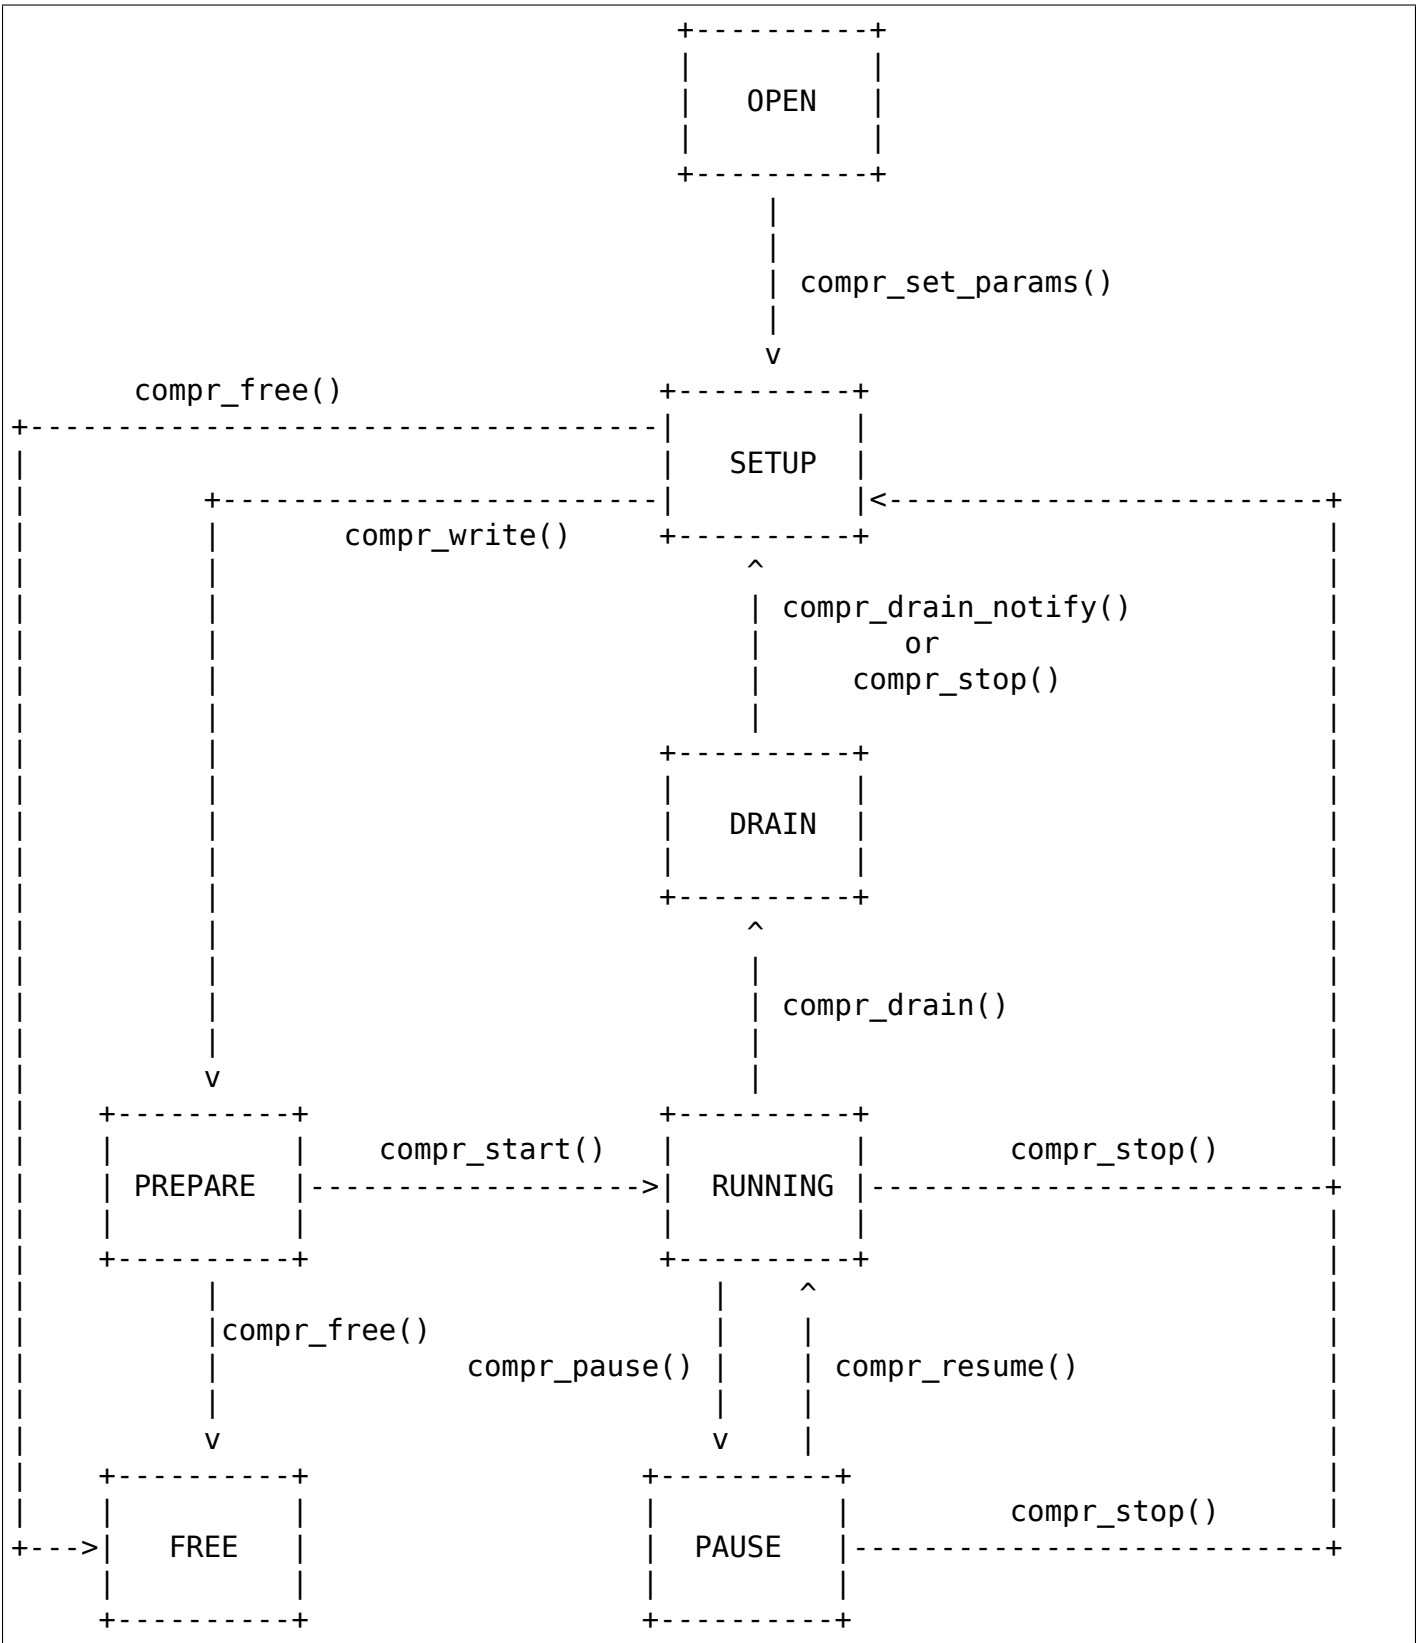 OPEN
compr_set_params()
compr_free()
SETUP
compr_write()
compr_drain_notify()
or
compr_stop()
DRAIN
compr_drain()
compr_start() compr_stop()
PREPARE RUNNING
compr_free()
compr_pause() compr_resume()
compr_stop()
FREE PAUSE